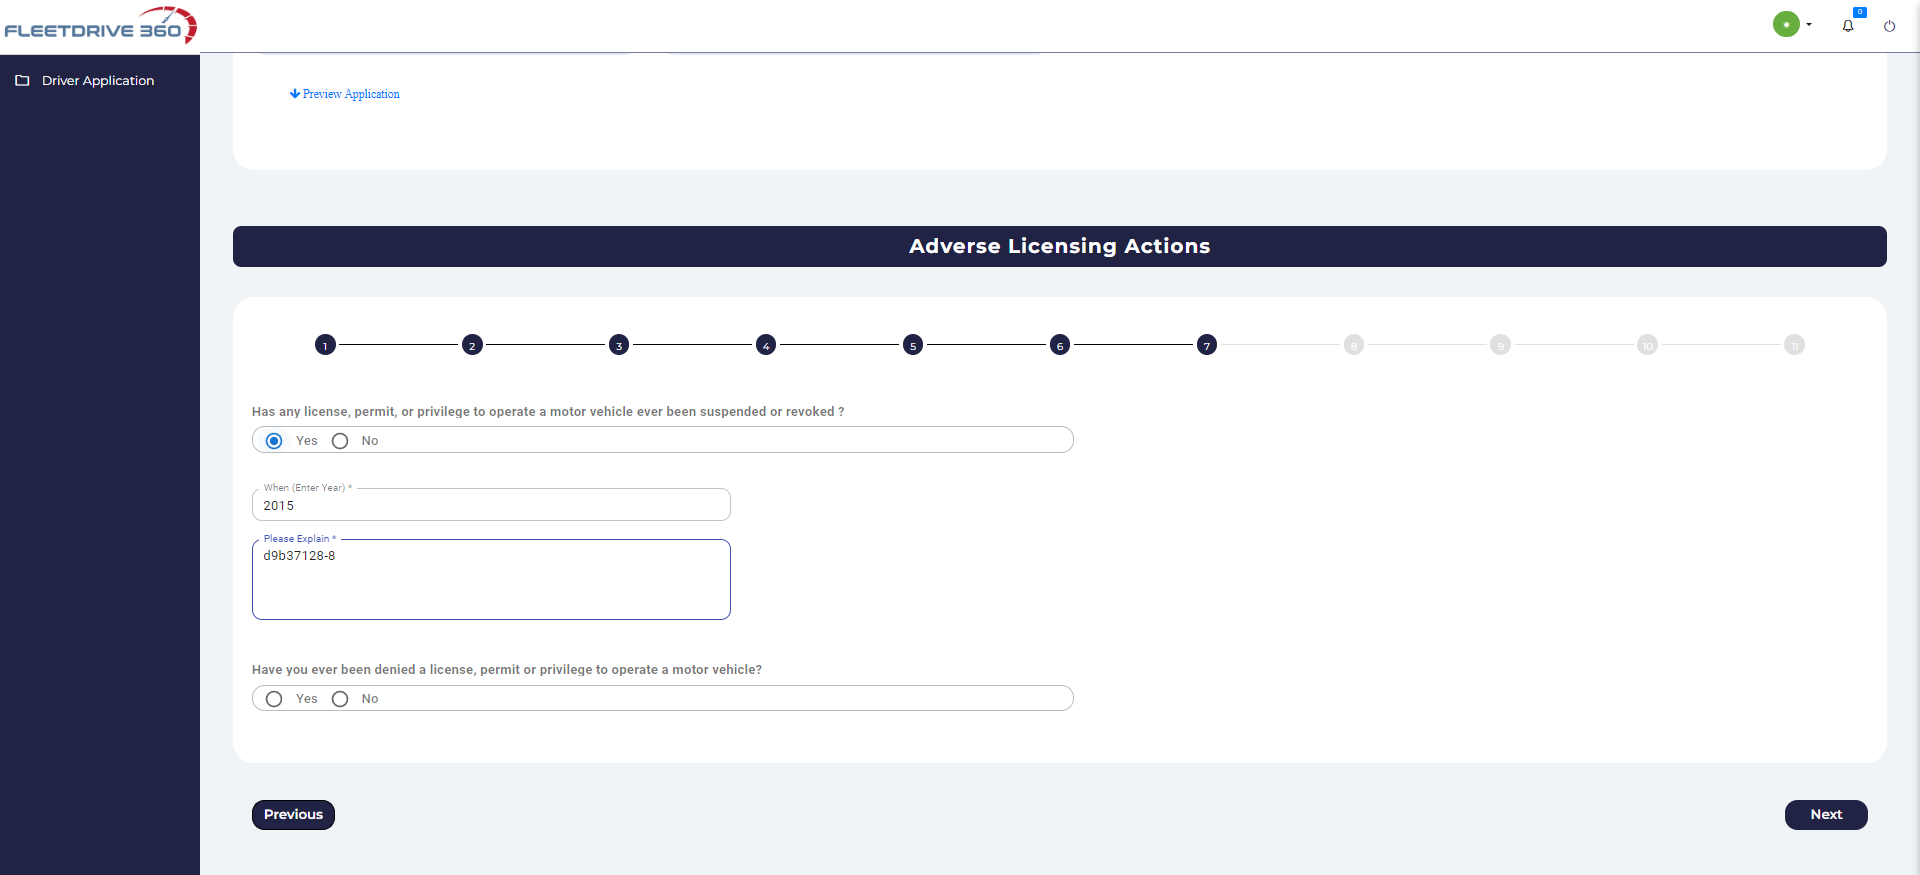 FLEETDRIVE 360
0
Driver Application
Preview Application
Adverse Licensing Actions
1 2 3 4 5 6 7 8 9 10 11
Has any license, permit, or privilege to operate a motor vehicle ever been suspended or revoked ?
Yes No
When (Enter Year) *
2015
Please Explain *
d9b37128-8
Have you ever been denied a license, permit or privilege to operate a motor vehicle?
Yes No
Previous Next